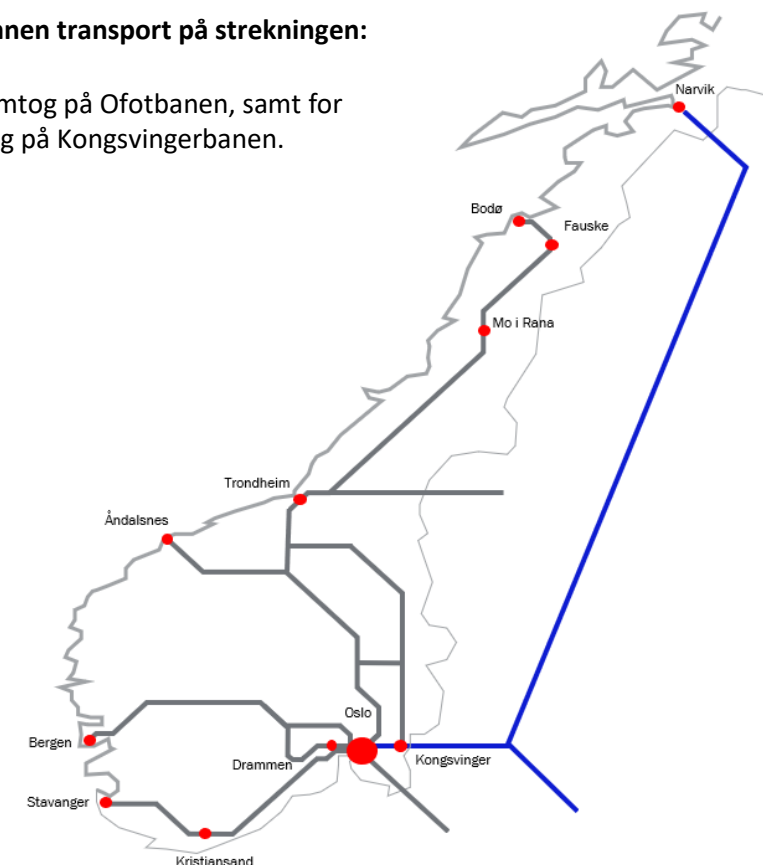 nnen transport på strekningen:
mtog på Ofotbanen, samt for
g på Kongsvingerbanen.
Narvik
Bodø
Fauske
Mo i Rana
Trondheim
Åndalsnes
Oslo
Bergen
Drammen
Kongsvinger
Stavanger
Kristiansand